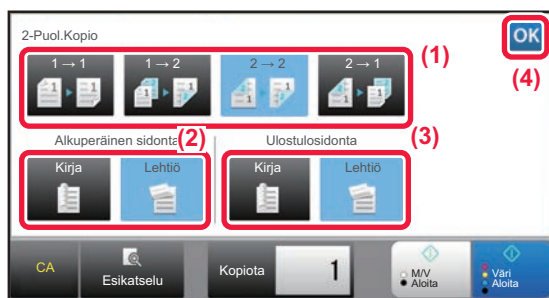 2-Puol.Kopio
OK
1 → 1
1 → 2
2 → 2
2 → 1
(1)
(4)
Alkuperäinen sidonta
(2)
Ulostulosidonta
(3)
Kirja
Lehtiö
Kirja
Lehtiö
CA
Esikatselu
Kopiota
1
M/V
Aloita
Väri
Aloita